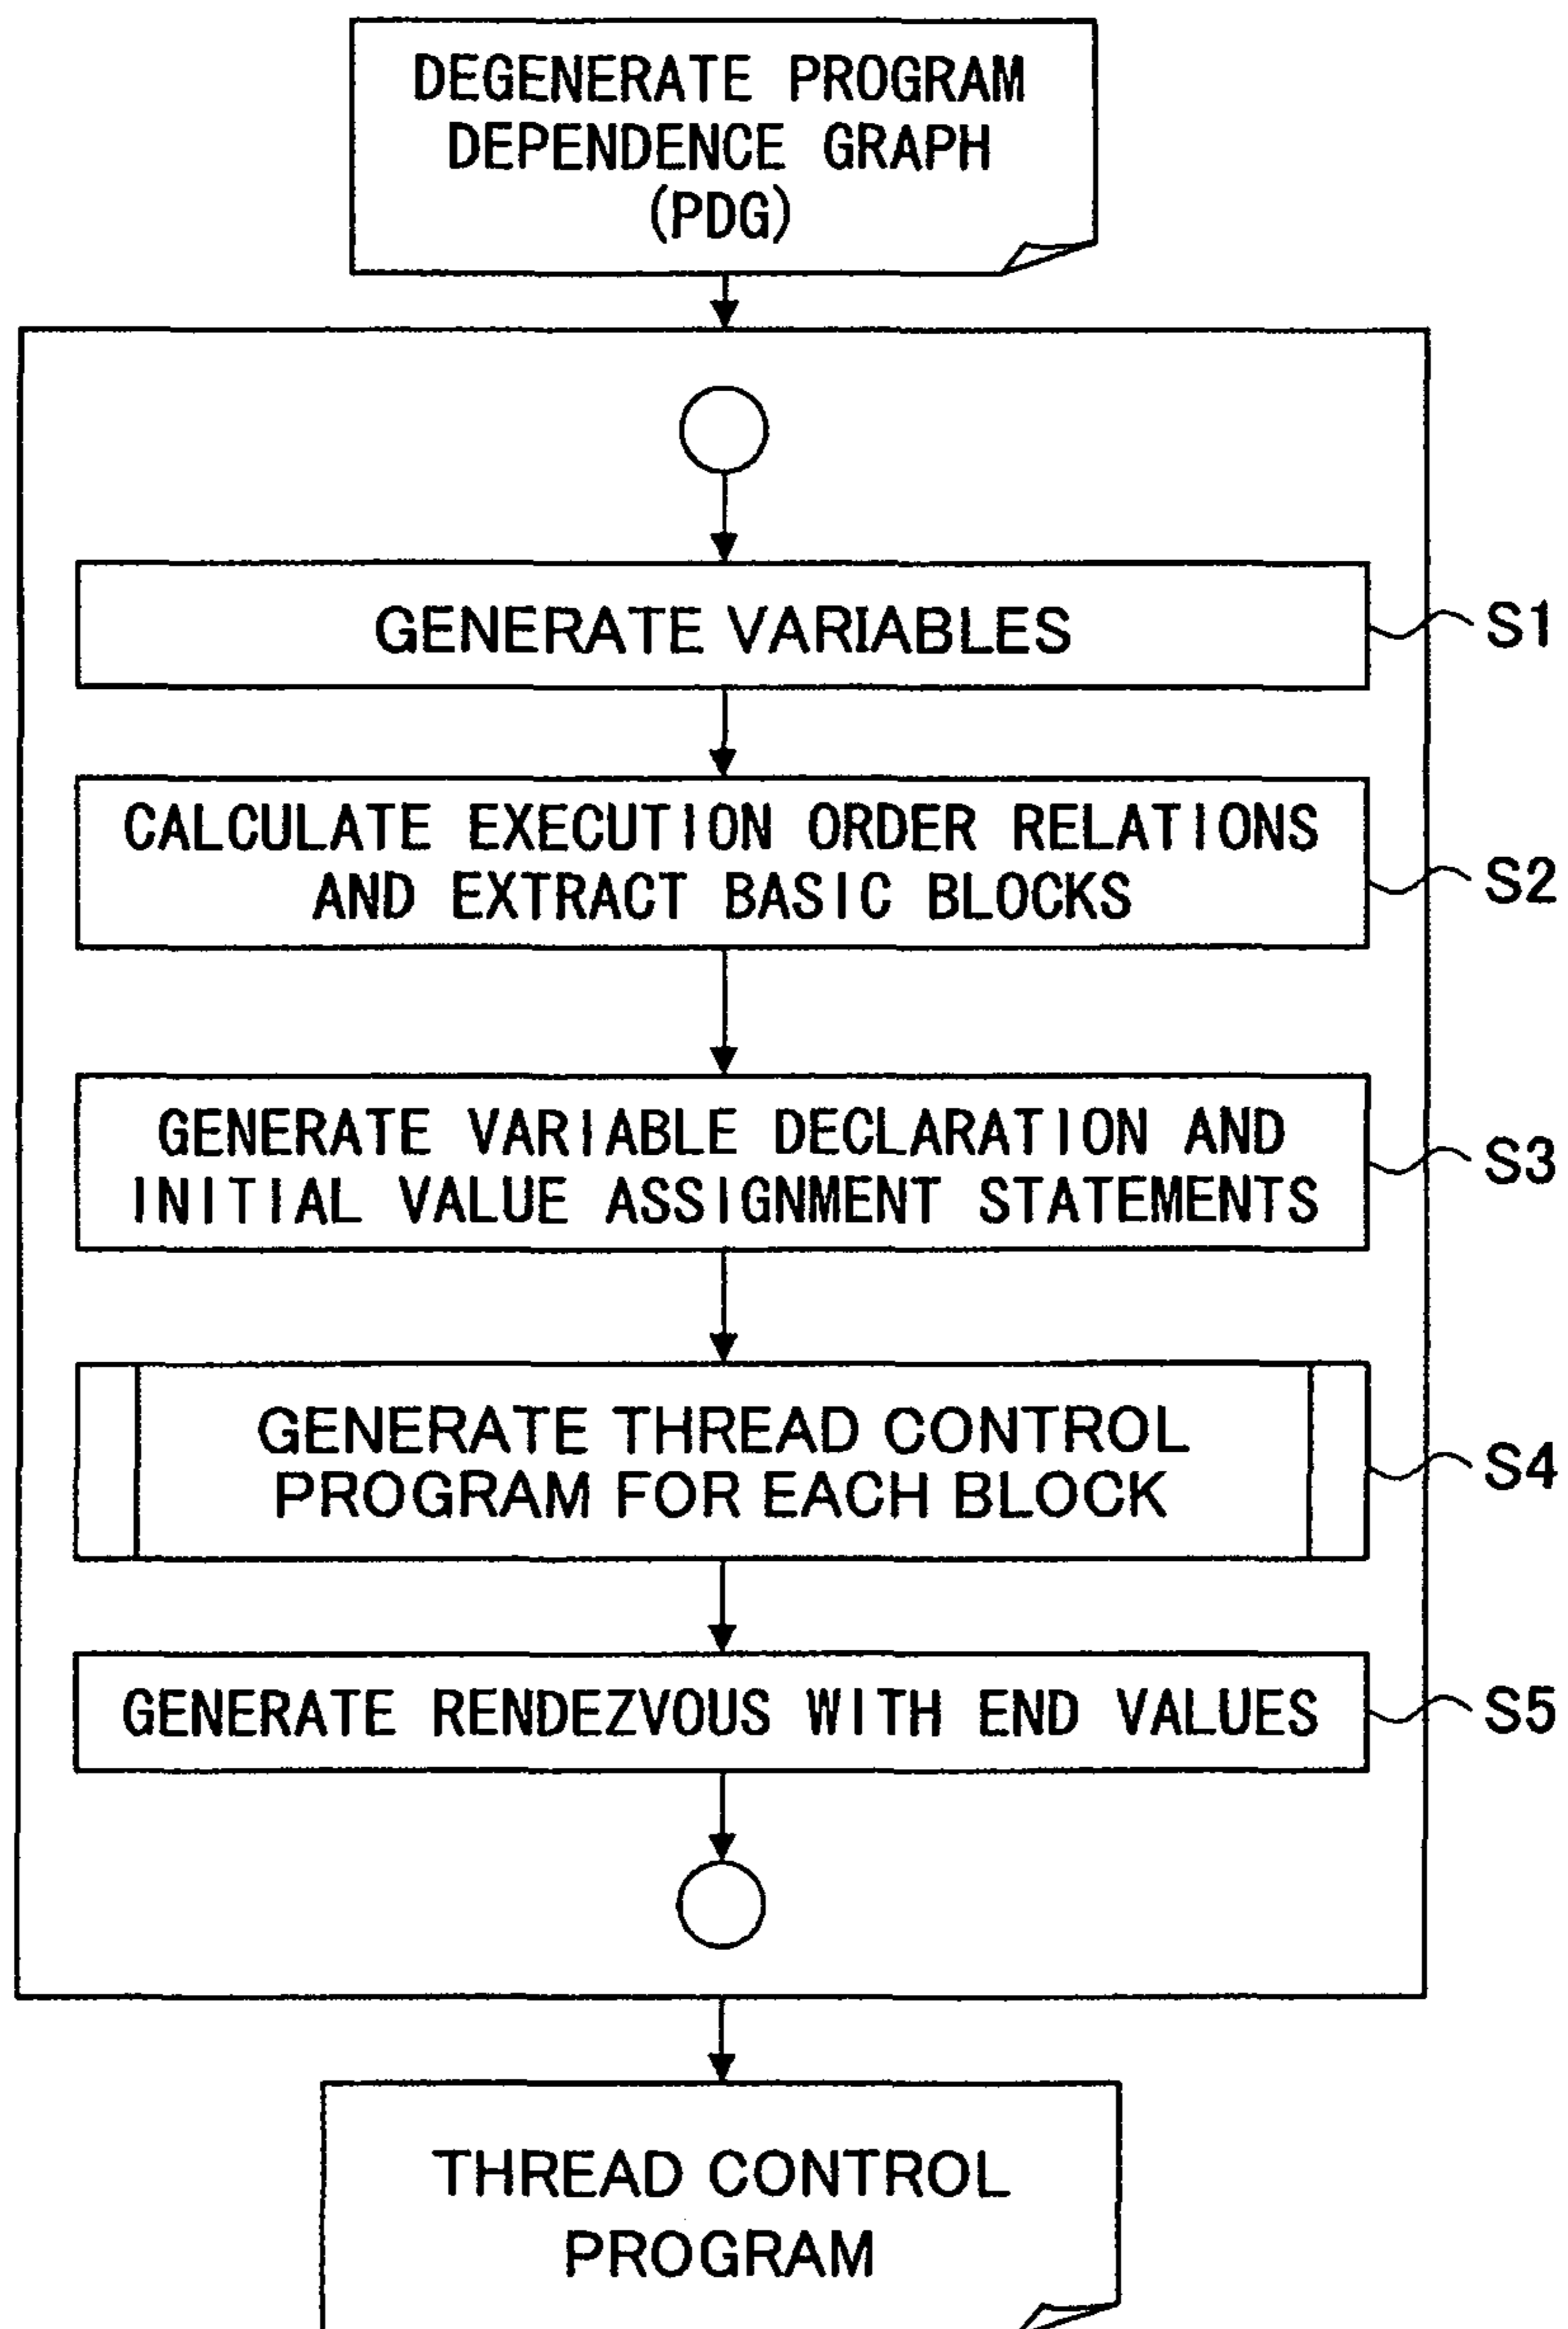 DEGENERATE PROGRAM
DEPENDENCE GRAPH
(PDG)
GENERATE VARIABLES
S1
CALCULATE EXECUTION ORDER RELATIONS
AND EXTRACT BASIC BLOCKS
S2
GENERATE VARIABLE DECLARATION AND
INITIAL VALUE ASSIGNMENT STATEMENTS
S3
GENERATE THREAD CONTROL
PROGRAM FOR EACH BLOCK
S4
GENERATE RENDEZVOUS WITH END VALUES
S5
THREAD CONTROL
PROGRAM